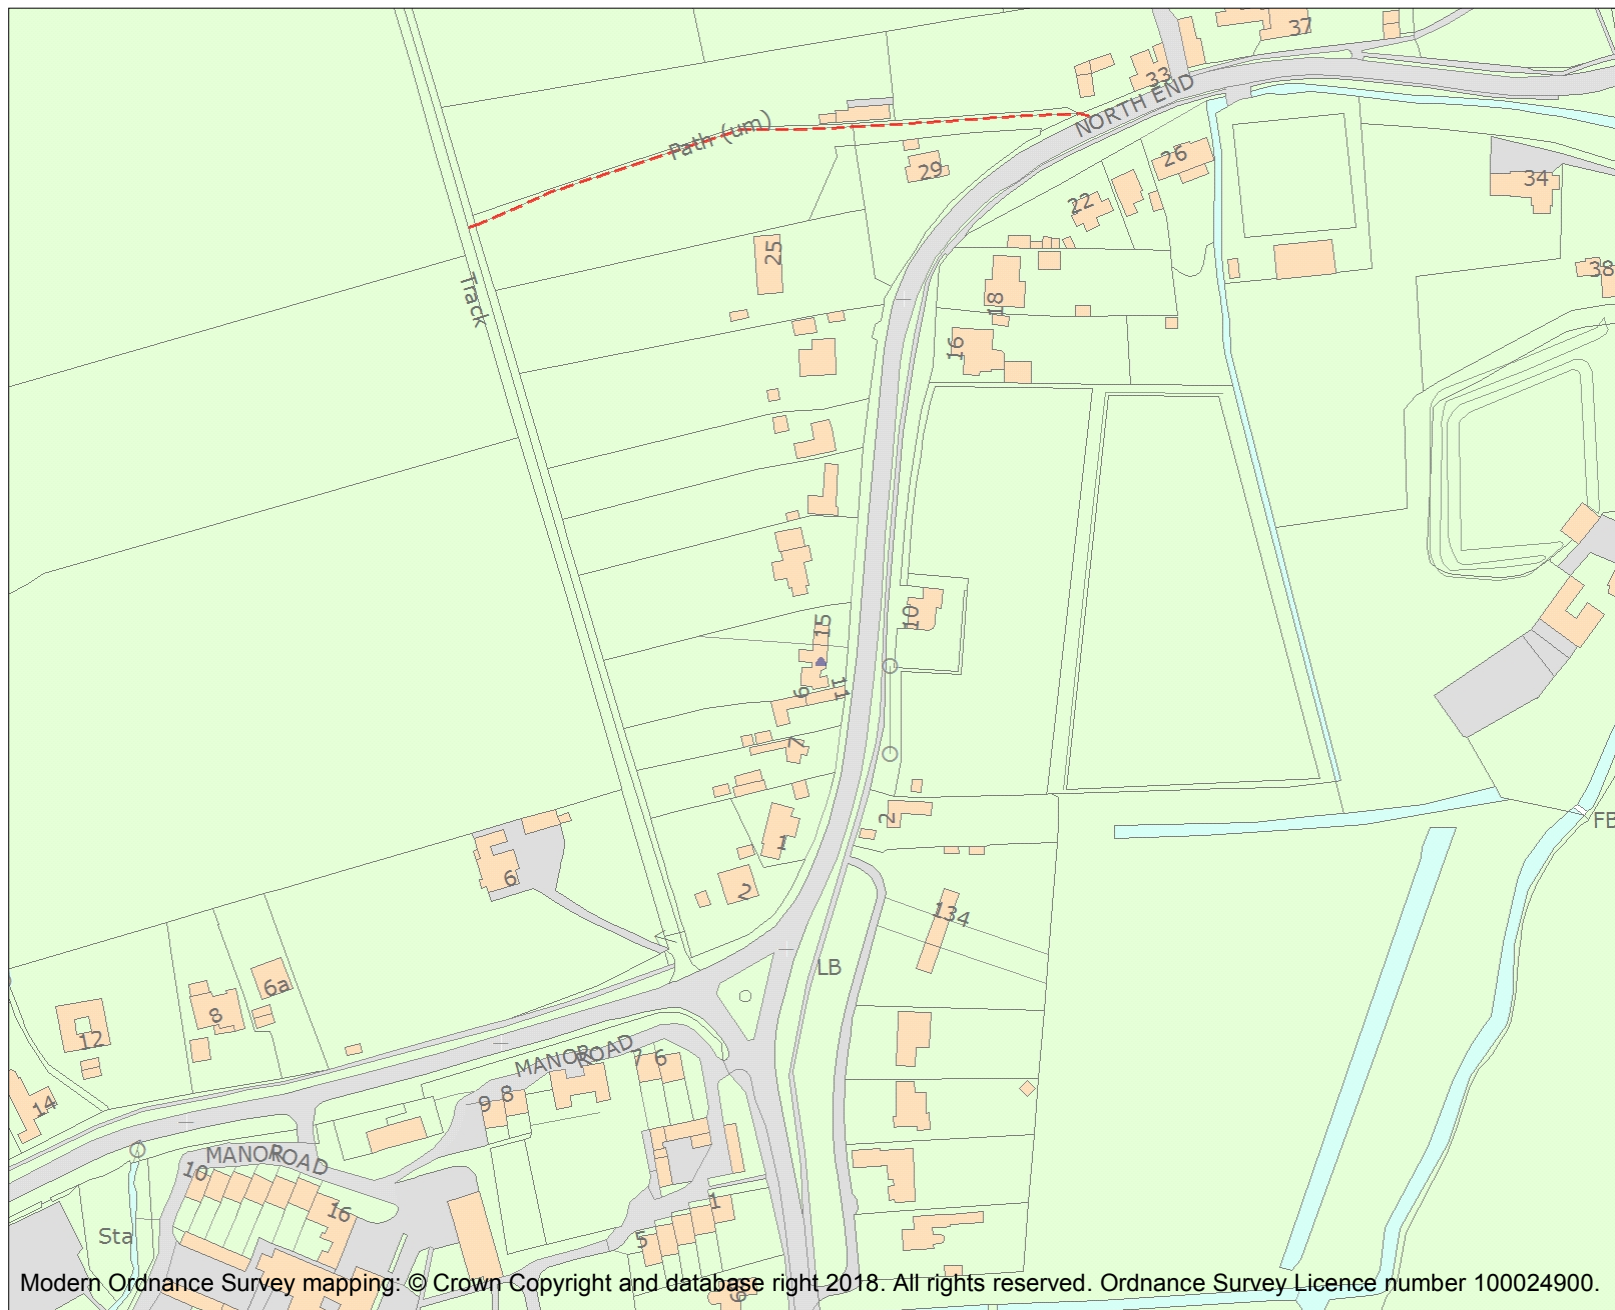 37
33
NORTH END
Path (um)
29
26
34
22
25
38
Track
18
16
10
15
11
9
7
2
FB
1
6
2
134
LB
6a
8
12
MANOR ROAD
7 6
14
9 8
MANOR ROAD
10
16
1
Sta
5
Modern Ordnance Survey mapping: © Crown Copyright and database right 2018. All rights reserved. Ordnance Survey Licence number 100024900.